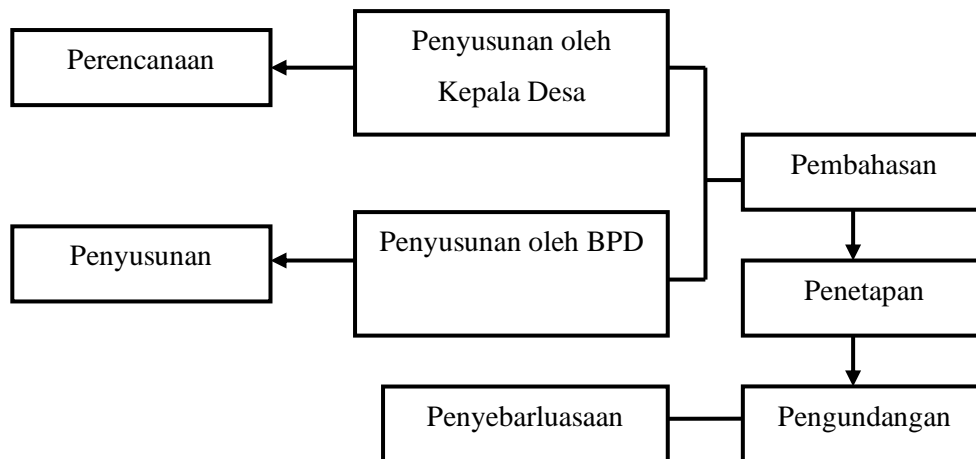 Perencanaan
Penyusunan oleh
Kepala Desa
Pembahasan
Penyusunan
Penyusunan oleh BPD
Penetapan
Penyebarluasaan
Pengundangan